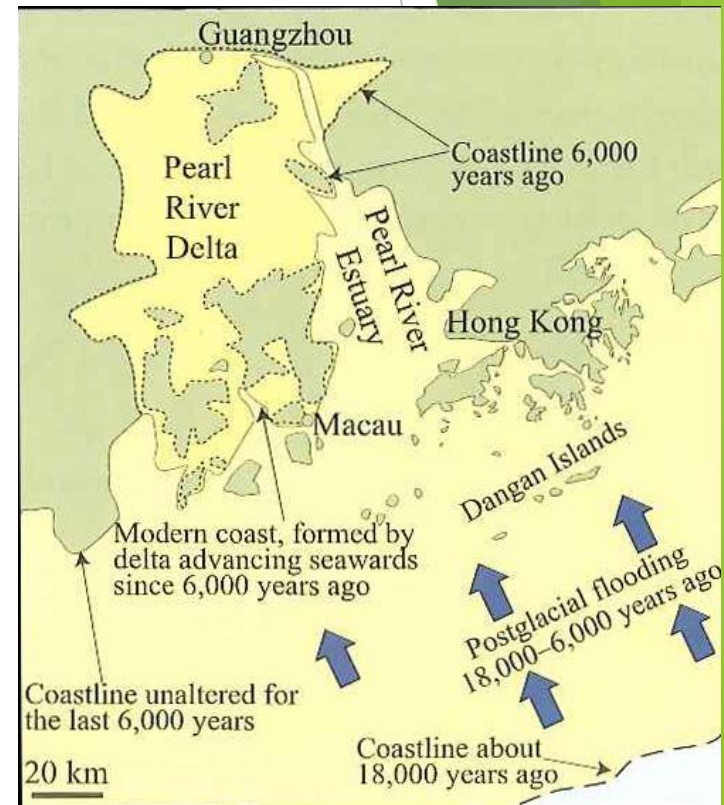 Guangzhou
Coastline 6,000
years ago
Pearl
River
Delta
Pearl River
Estuary
Hong Kong
Macau
Dangan Islands
Modern coast, formed by
delta advancing seawards
since 6,000 years ago
Postglacial flooding
18,000–6,000 years ago
Coastline unaltered for
the last 6,000 years
Coastline about
18,000 years ago
20 km